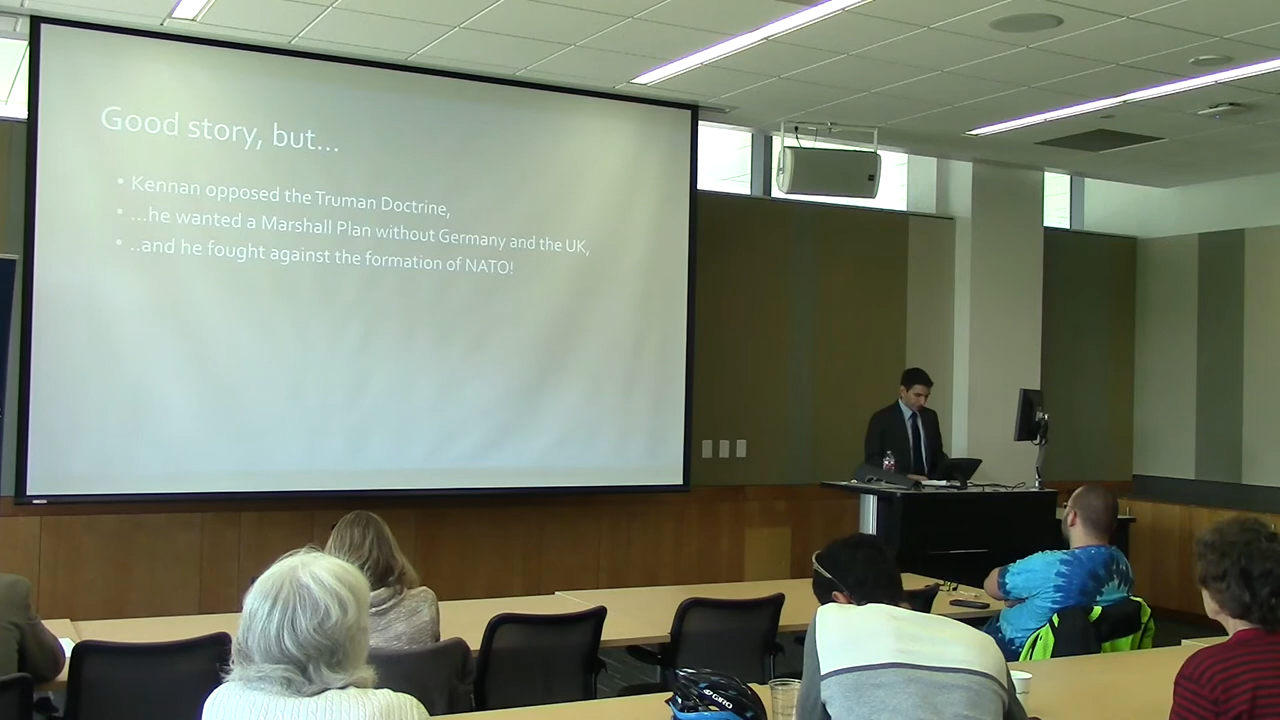 Good story, but...
• Kennan opposed the Truman Doctrine,
• ...he wanted a Marshall Plan without Germany and the UK,
• ..and he fought against the formation of NATO!
GIRO